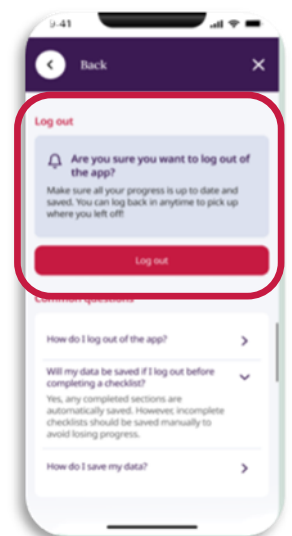 9:41
Back
Log out
Are you sure you want to log out of
the app?
Make sure all your progress is up to date and
saved. You can log back in anytime to pick up
where you left off!
Log out
Common questions
How do I log out of the app?
Will my data be saved if I log out before
completing a checklist?
Yes, any completed sections are
automatically saved. However, incomplete
checklists should be saved manually to
avoid losing progress.
How do I save my data?